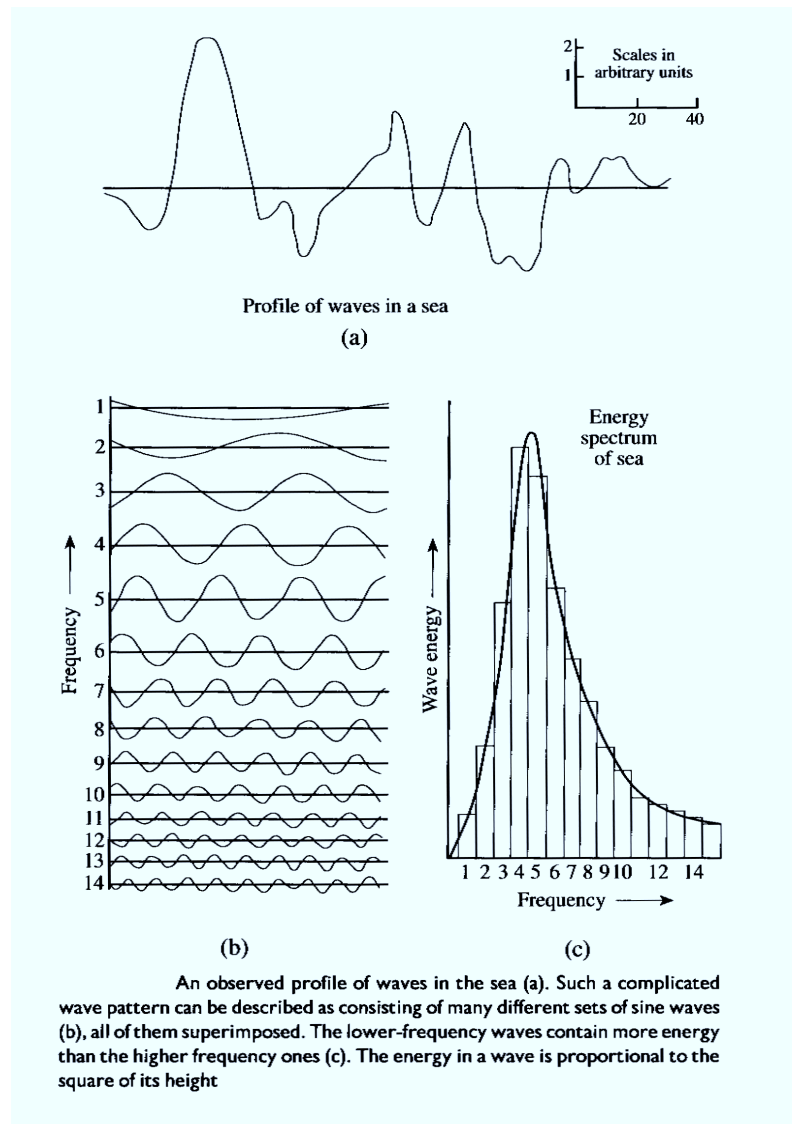 2
Scales in
1
arbitrary units
20 40
Profile of waves in a sea
(a)
Frequency
1
2
3
4
5
6
7
8
9
10
11
12
13
14
(b)
Energy
spectrum
of sea
Wave energy
1 2 3 4 5 6 7 8 9 10 12 14
Frequency
(c)
An observed profile of waves in the sea (a). Such a complicated
wave pattern can be described as consisting of many different sets of sine waves
(b), all of them superimposed. The lower-frequency waves contain more energy
than the higher frequency ones (c). The energy in a wave is proportional to the
square of its height